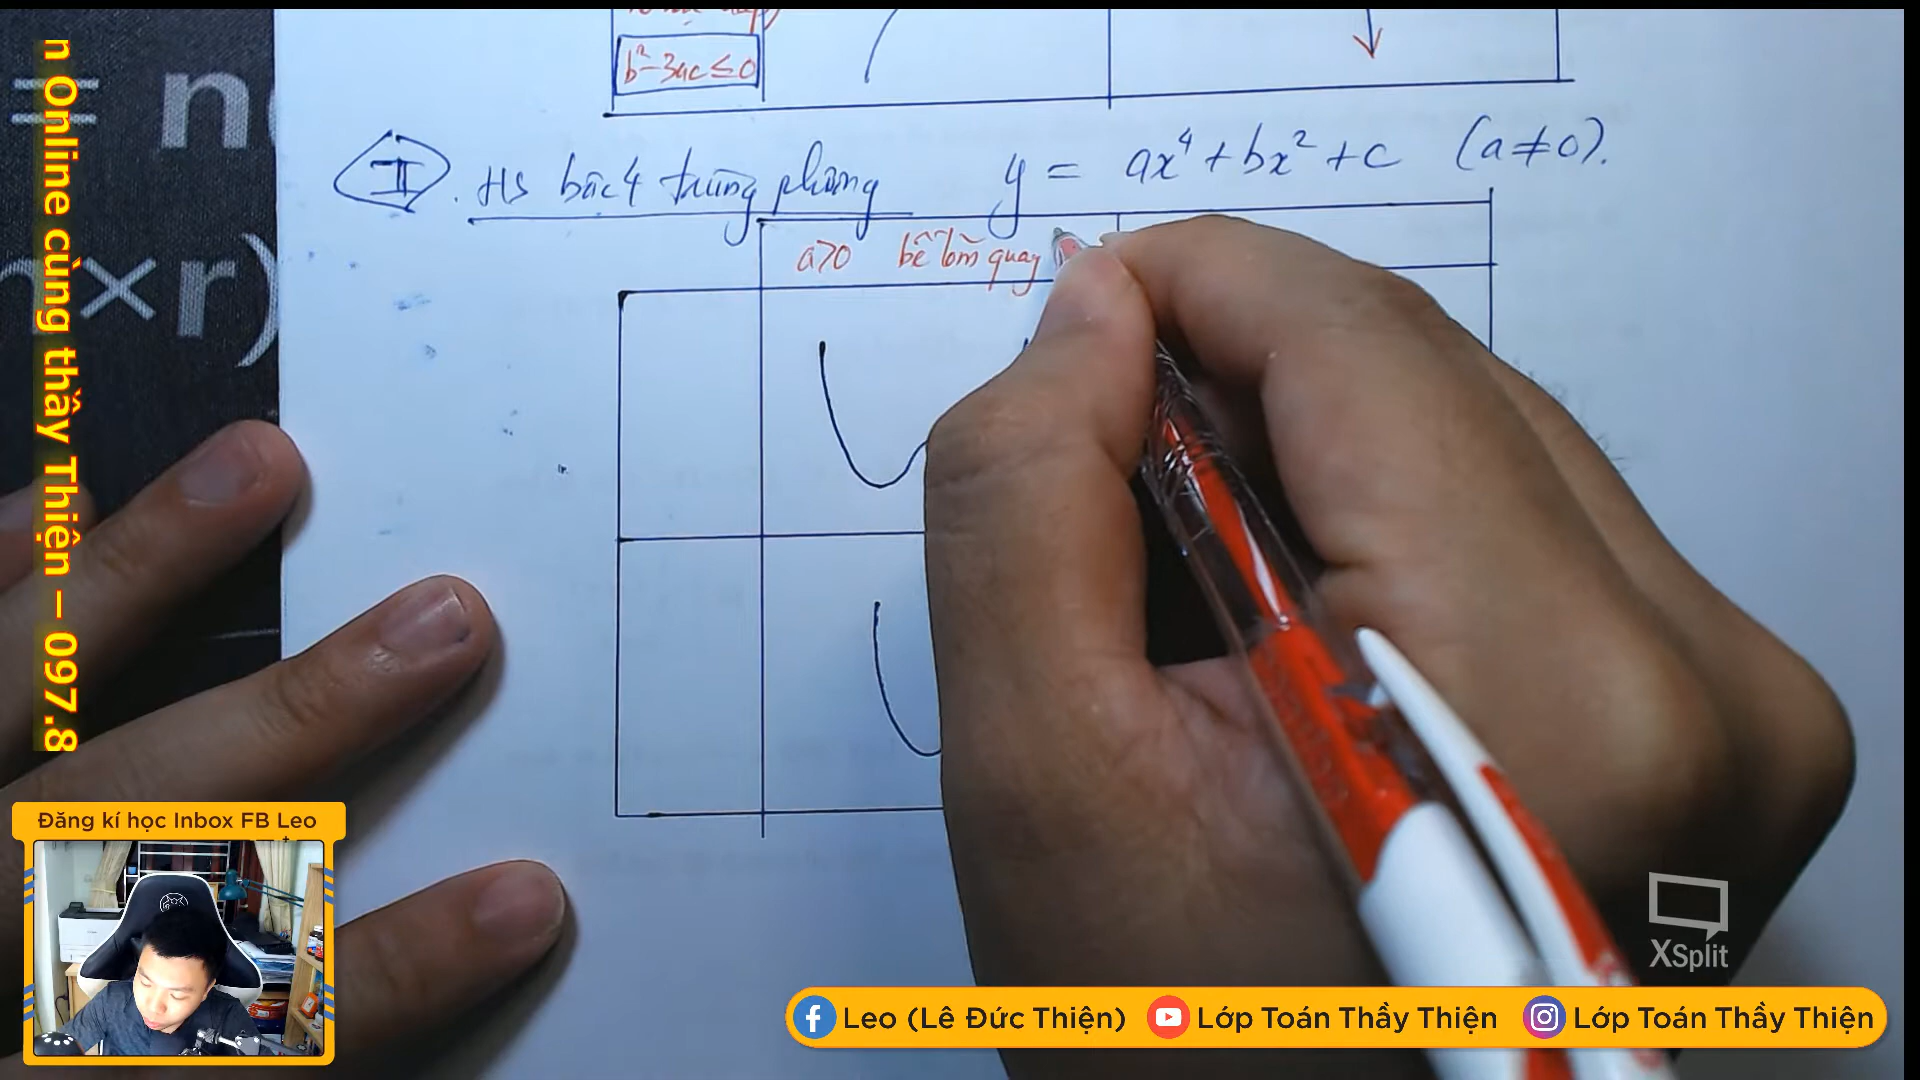 b²-3ac ≤ 0
II. HS bậc 4 trùng phương y = ax⁴ + bx² + c (a ≠ 0).
a>0 bề lõm quay
n Online cùng thầy Thiện – 097.8
= n
n×r)
Đăng kí học Inbox FB Leo
XSplit
Leo (Lê Đức Thiện) Lớp Toán Thầy Thiện Lớp Toán Thầy Thiện